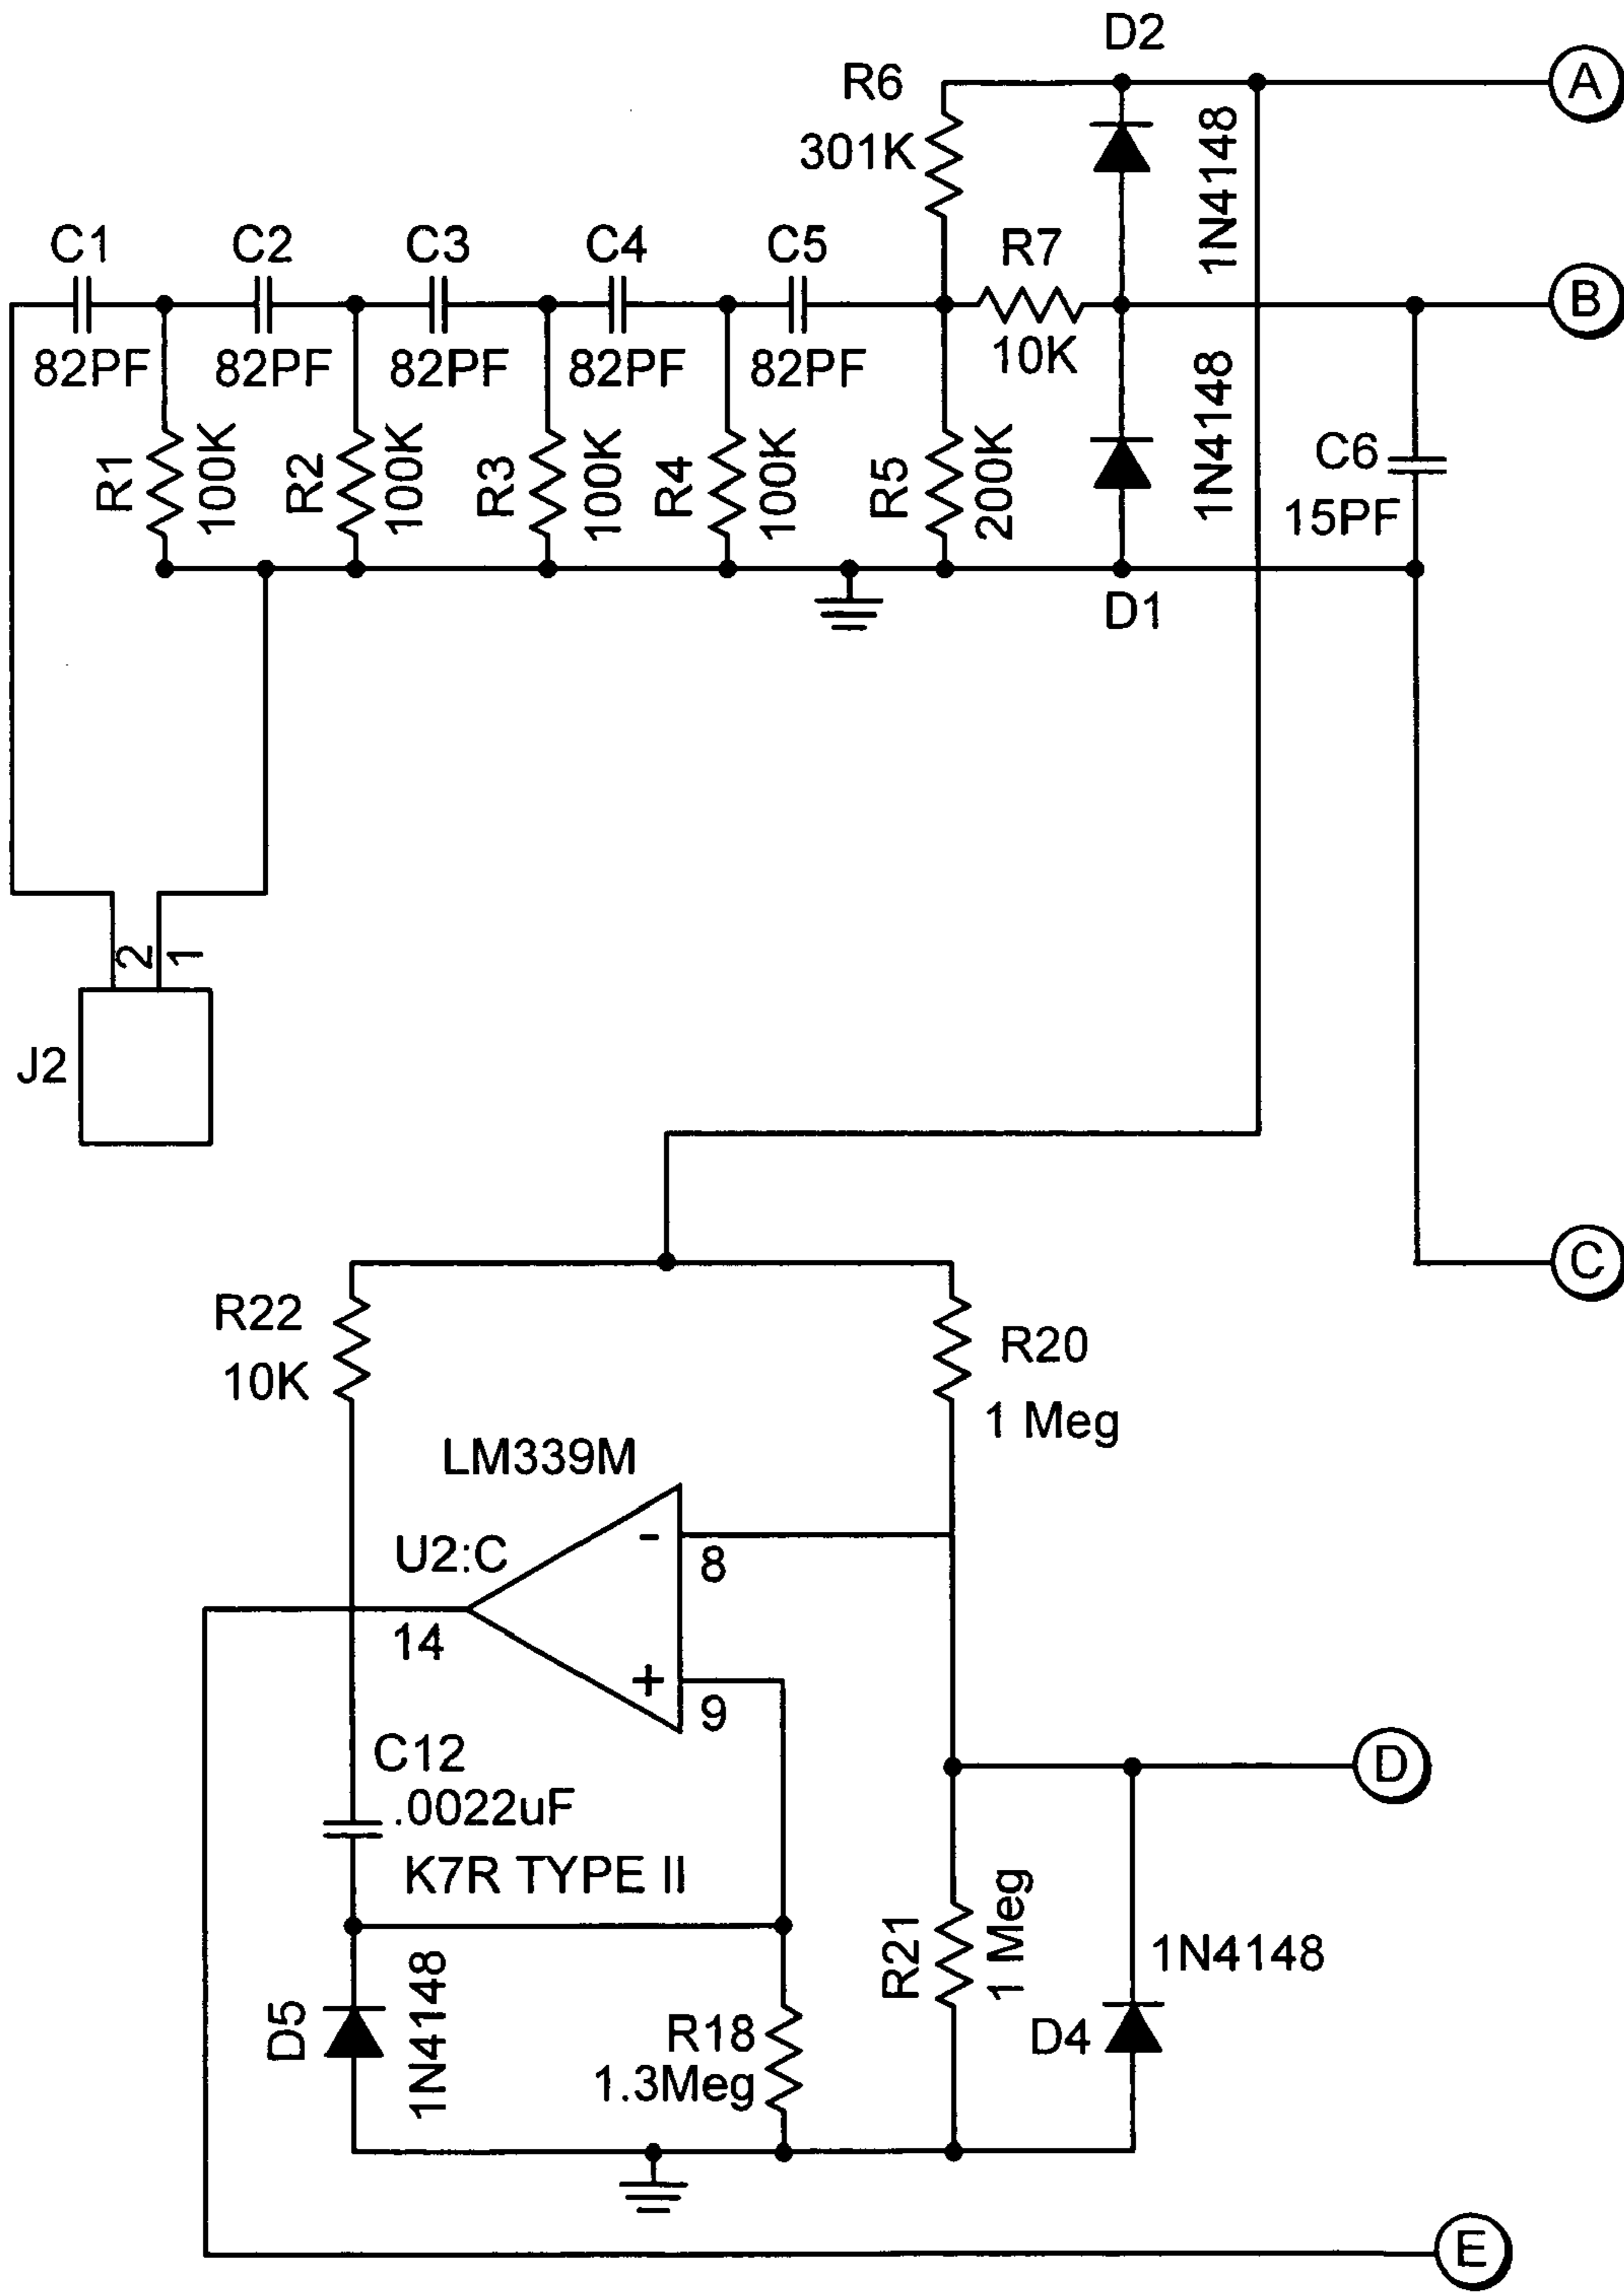 D2
A
R6
301K
1N4148
C1
C2
C3
C4
C5
R7
B
82PF
82PF
82PF
82PF
82PF
10K
R1
100K
R2
100K
R3
100K
R4
100K
R5
200K
1N4148
C6
15PF
D1
2
1
J2
C
R22
10K
R20
1 Meg
LM339M
U2:C
-
8
14
+
9
C12
.0022uF
K7R TYPE II
D
R21
1 Meg
1N4148
D5
1N4148
R18
1.3Meg
D4
E